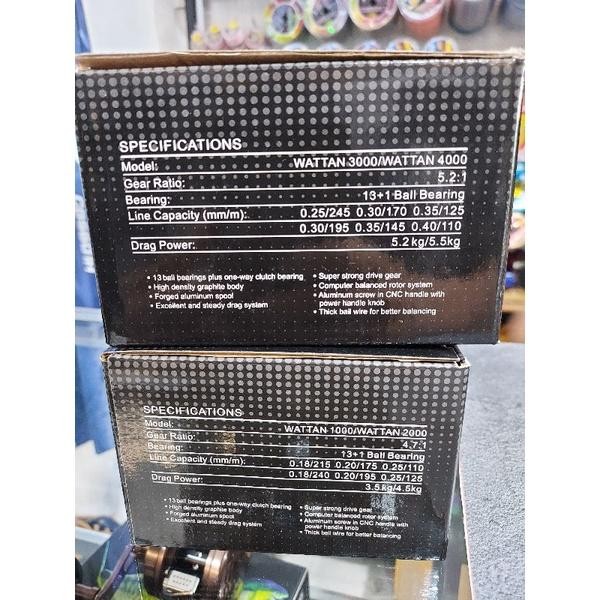 SPECIFICATIONS
Model: WATTAN 3000/WATTAN 4000
Gear Ratio: 5.2:1
Bearing: 13+1 Ball Bearing
Line Capacity (mm/m): 0.25/245 0.30/170 0.35/125
0.30/195 0.35/145 0.40/110
Drag Power: 5.2 kg/5.5kg
• 13 ball bearings plus one-way clutch bearing
• High density graphite body
• Forged aluminum spool
• Excellent and steady drag system
• Super strong drive gear
• Computer balanced rotor system
• Aluminum screw in CNC handle with
power handle knob
• Thick bail wire for better balancing
SPECIFICATIONS
Model: WATTAN 1000/WATTAN 2000
Gear Ratio: 4.7:1
Bearing: 13+1 Ball Bearing
Line Capacity (mm/m): 0.18/215 0.20/175 0.25/110
0.18/240 0.20/195 0.25/125
Drag Power: 3.5kg/4.5kg
• 13 ball bearings plus one-way clutch bearing
• High density graphite body
• Forged aluminum spool
• Excellent and steady drag system
• Super strong drive gear
• Computer balanced rotor system
• Aluminum screw in CNC handle with
power handle knob
• Thick bail wire for better balancing